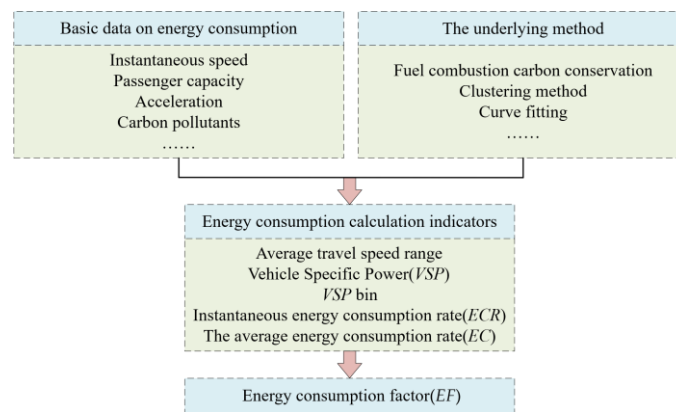 Basic data on energy consumption
Instantaneous speed
Passenger capacity
Acceleration
Carbon pollutants
……
The underlying method
Fuel combustion carbon conservation
Clustering method
Curve fitting
……
Energy consumption calculation indicators
Average travel speed range
Vehicle Specific Power(VSP)
VSP bin
Instantaneous energy consumption rate(ECR)
The average energy consumption rate(EC)
Energy consumption factor(EF)